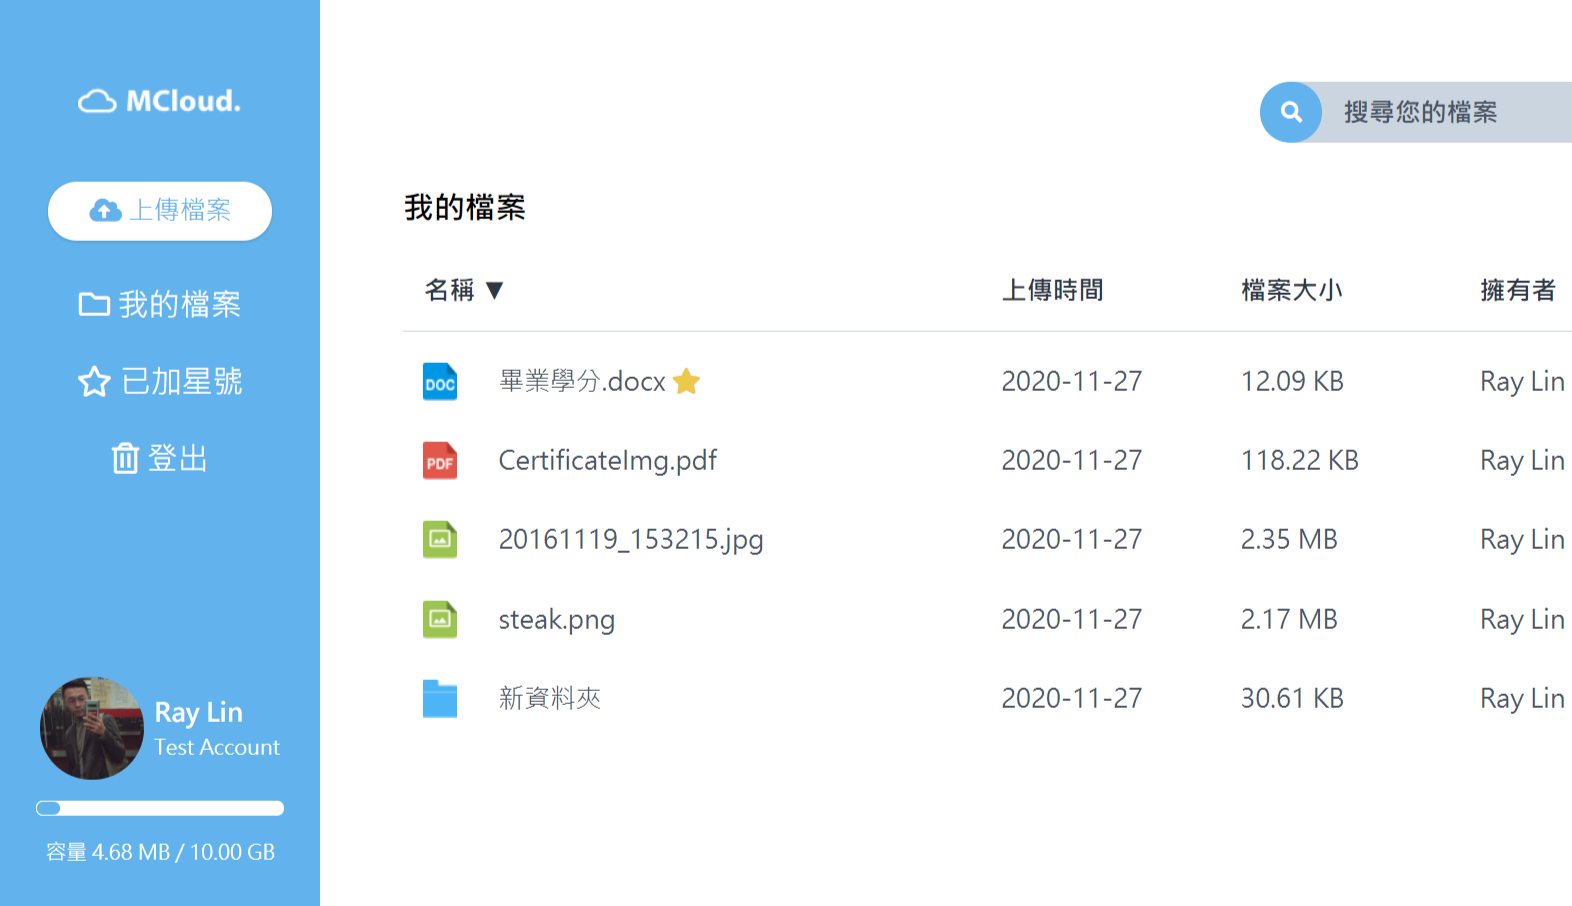 MCloud.
上傳檔案
我的檔案
已加星號
登出
Ray Lin
Test Account
容量 4.68 MB / 10.00 GB
搜尋您的檔案
我的檔案
名稱 ▼ 上傳時間 檔案大小 擁有者
DOC 畢業學分.docx 2020-11-27 12.09 KB Ray Lin
PDF CertificateImg.pdf 2020-11-27 118.22 KB Ray Lin
20161119_153215.jpg 2020-11-27 2.35 MB Ray Lin
steak.png 2020-11-27 2.17 MB Ray Lin
新資料夾 2020-11-27 30.61 KB Ray Lin